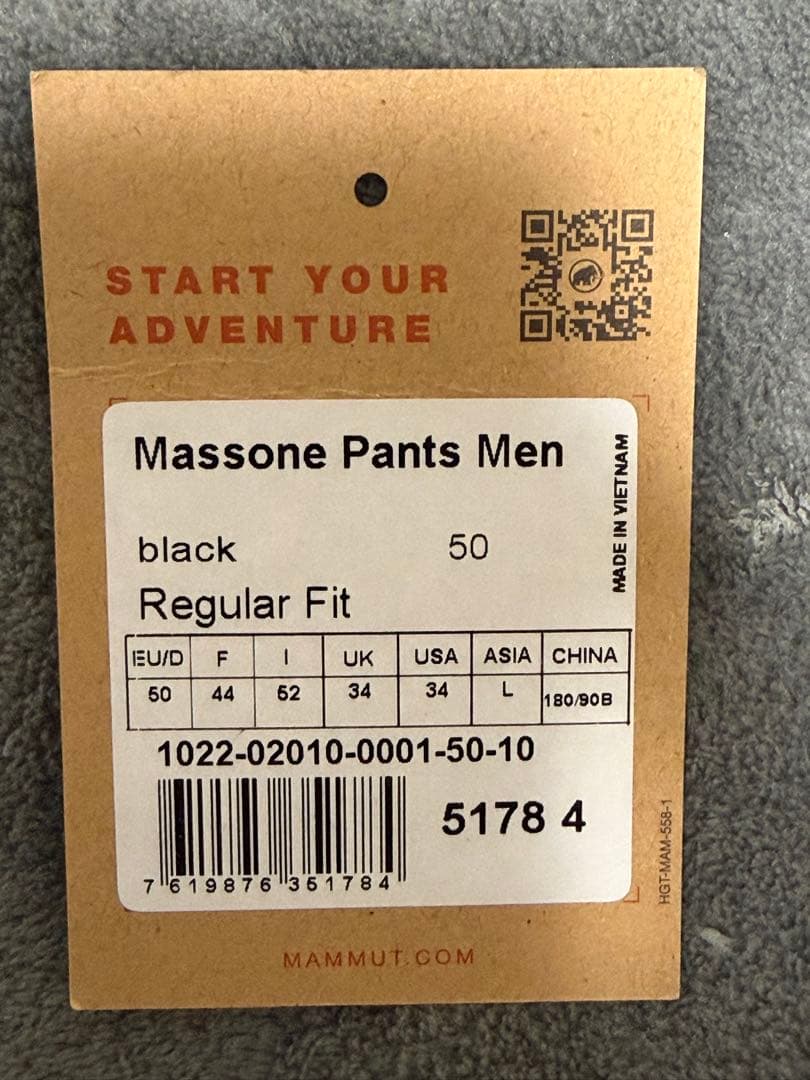 START YOUR
ADVENTURE
Massone Pants Men
MADE IN VIETNAM
black 50
Regular Fit
EU/D F I UK USA ASIA CHINA
50 44 52 34 34 L 180/90B
1022-02010-0001-50-10
5178 4
7 619876 351784
HGT-MAM-558-1
MAMMUT.COM